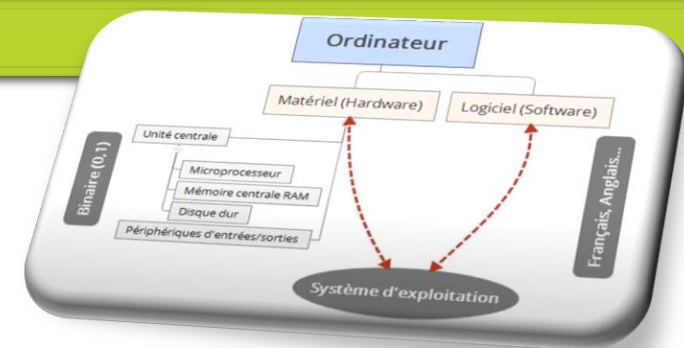 Ordinateur
Matériel (Hardware)
Logiciel (Software)
Unité centrale
Microprocesseur
Mémoire centrale RAM
Disque dur
Périphériques d'entrées/sorties
Binaire (0,1)
Français, Anglais...
Système d'exploitation